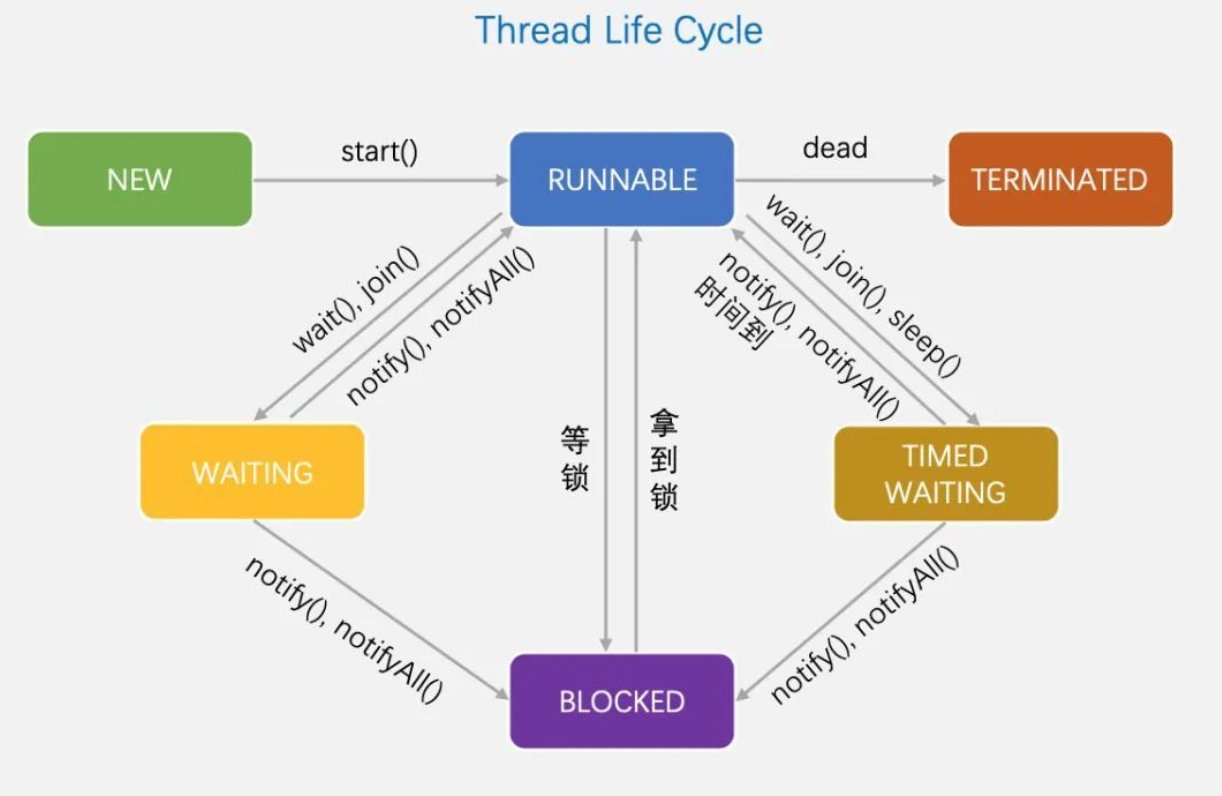 Thread Life Cycle
NEW
start()
RUNNABLE
dead
TERMINATED
wait(), join()
notify(), notifyAll()
wait(), join(), sleep()
notify(), notifyAll()
时间到
等锁
拿到锁
WAITING
TIMED
WAITING
notify(), notifyAll()
notify(), notifyAll()
BLOCKED